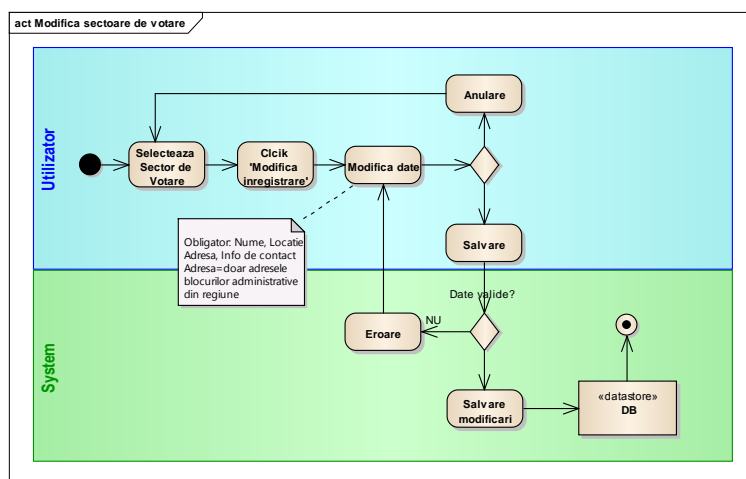 act Modifica sectoare de votare
Utilizator
Anulare
Selecteaza
Sector de
Votare
Clcik
'Modifica
inregistrare'
Modifica date
Obligator: Nume, Locatie
Adresa, Info de contact
Adresa=doar adresele
blocurilor administrative
din regiune
Salvare
System
Date valide?
NU
Eroare
Salvare
modificari
«datastore»
DB